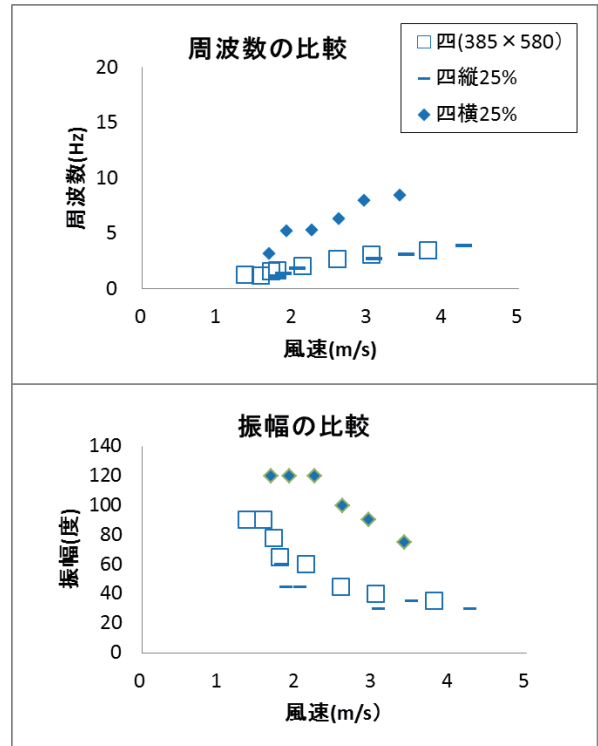 周波数の比較
四(385×580）
四縦25%
四横25%
周波数(Hz)
20
15
10
5
0
0 1 2 3 4 5
風速(m/s)
振幅の比較
振幅(度)
140
120
100
80
60
40
20
0
0 1 2 3 4 5
風速(m/s）